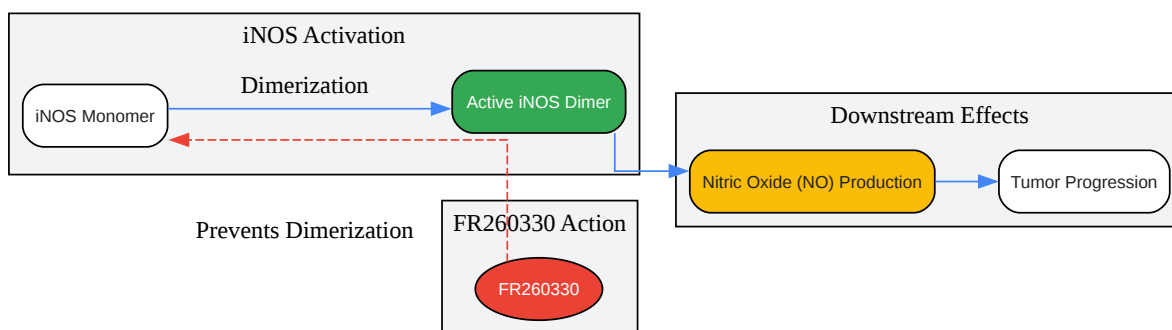 iNOS Activation
Dimerization
iNOS Monomer
Active iNOS Dimer
Downstream Effects
Nitric Oxide (NO) Production
Tumor Progression
Prevents Dimerization
FR260330 Action
FR260330